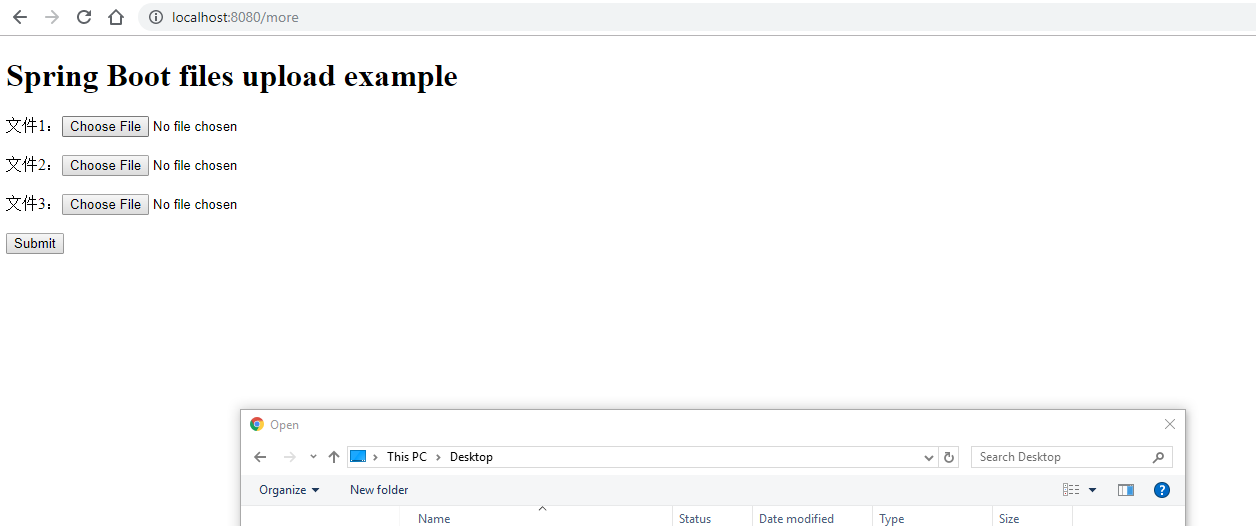 localhost:8080/more
Spring Boot files upload example
文件1： Choose File No file chosen
文件2： Choose File No file chosen
文件3： Choose File No file chosen
Submit
Open
This PC Desktop Search Desktop
Organize New folder
Name Status Date modified Type Size